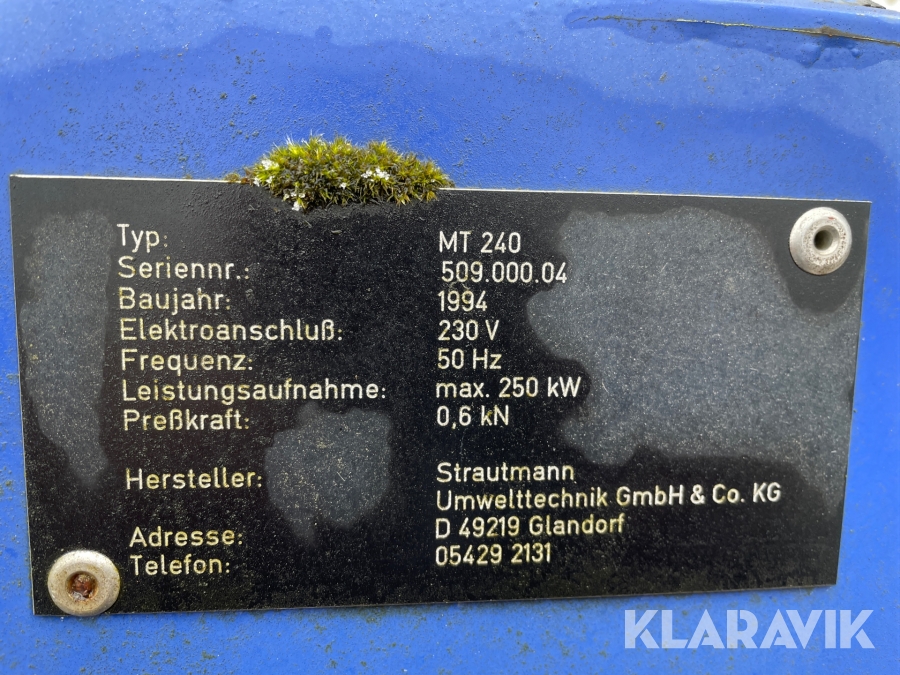 Typ: MT 240
Seriennr.: 509.000.04
Baujahr: 1994
Elektroanschluß: 230 V
Frequenz: 50 Hz
Leistungsaufnahme: max. 250 kW
Preßkraft: 0,6 kN
Hersteller: Strautmann
Umwelttechnik GmbH & Co. KG
Adresse: D 49219 Glandorf
Telefon: 05429 2131
KLARAVIK